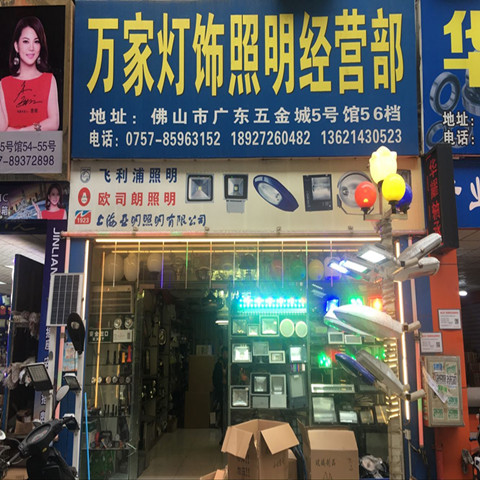 万家灯饰照明经营部
地址：佛山市广东五金城5号馆56档
电话：0757-85963152 18927260482 13621430523
飞利浦照明
欧司朗照明
1923 上海亚明照明有限公司
5号馆54-55号
7-89372898
JINLIAN
华